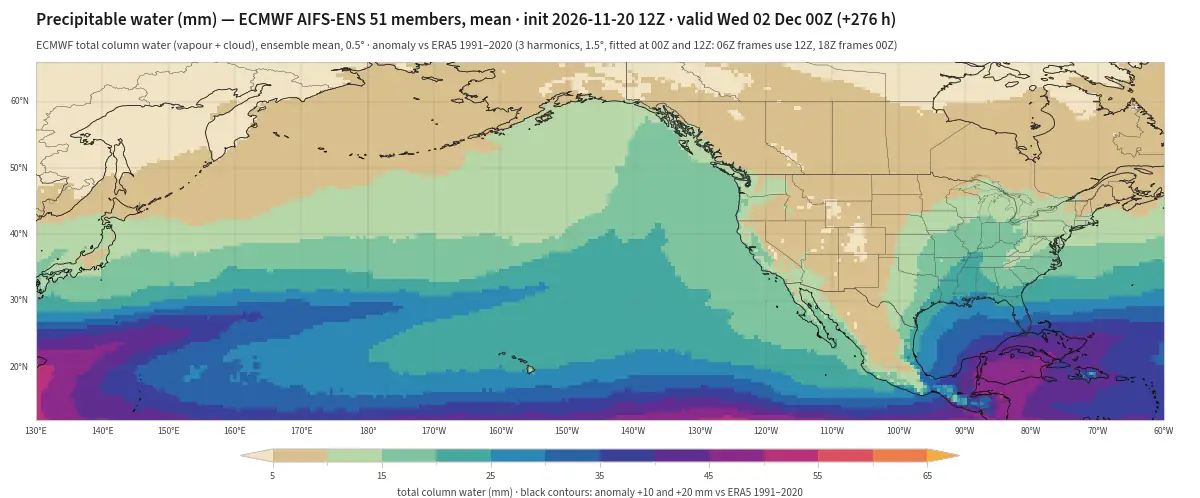 Precipitable water (mm) — ECMWF AIFS-ENS 51 members, mean · init 2026-11-20 12Z · valid Wed 02 Dec 00Z (+276 h)
ECMWF total column water (vapour + cloud), ensemble mean, 0.5° · anomaly vs ERA5 1991–2020 (3 harmonics, 1.5°, fitted at 00Z and 12Z: 06Z frames use 12Z, 18Z frames 00Z)
60°N
50°N
40°N
30°N
20°N
130°E 140°E 150°E 160°E 170°E 180° 170°W 160°W 150°W 140°W 130°W 120°W 110°W 100°W 90°W 80°W 70°W 60°W
5 15 25 35 45 55 65
total column water (mm) · black contours: anomaly +10 and +20 mm vs ERA5 1991–2020